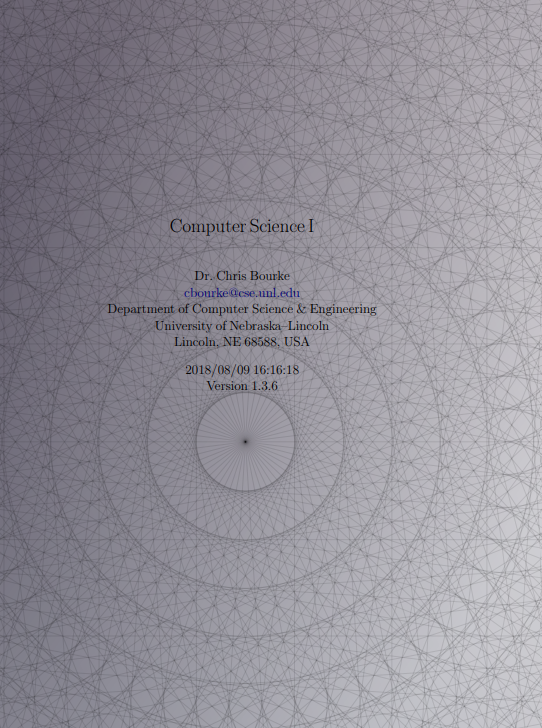 Computer Science I
Dr. Chris Bourke
cbourke@cse.unl.edu
Department of Computer Science & Engineering
University of Nebraska–Lincoln
Lincoln, NE 68588, USA
2018/08/09 16:16:18
Version 1.3.6